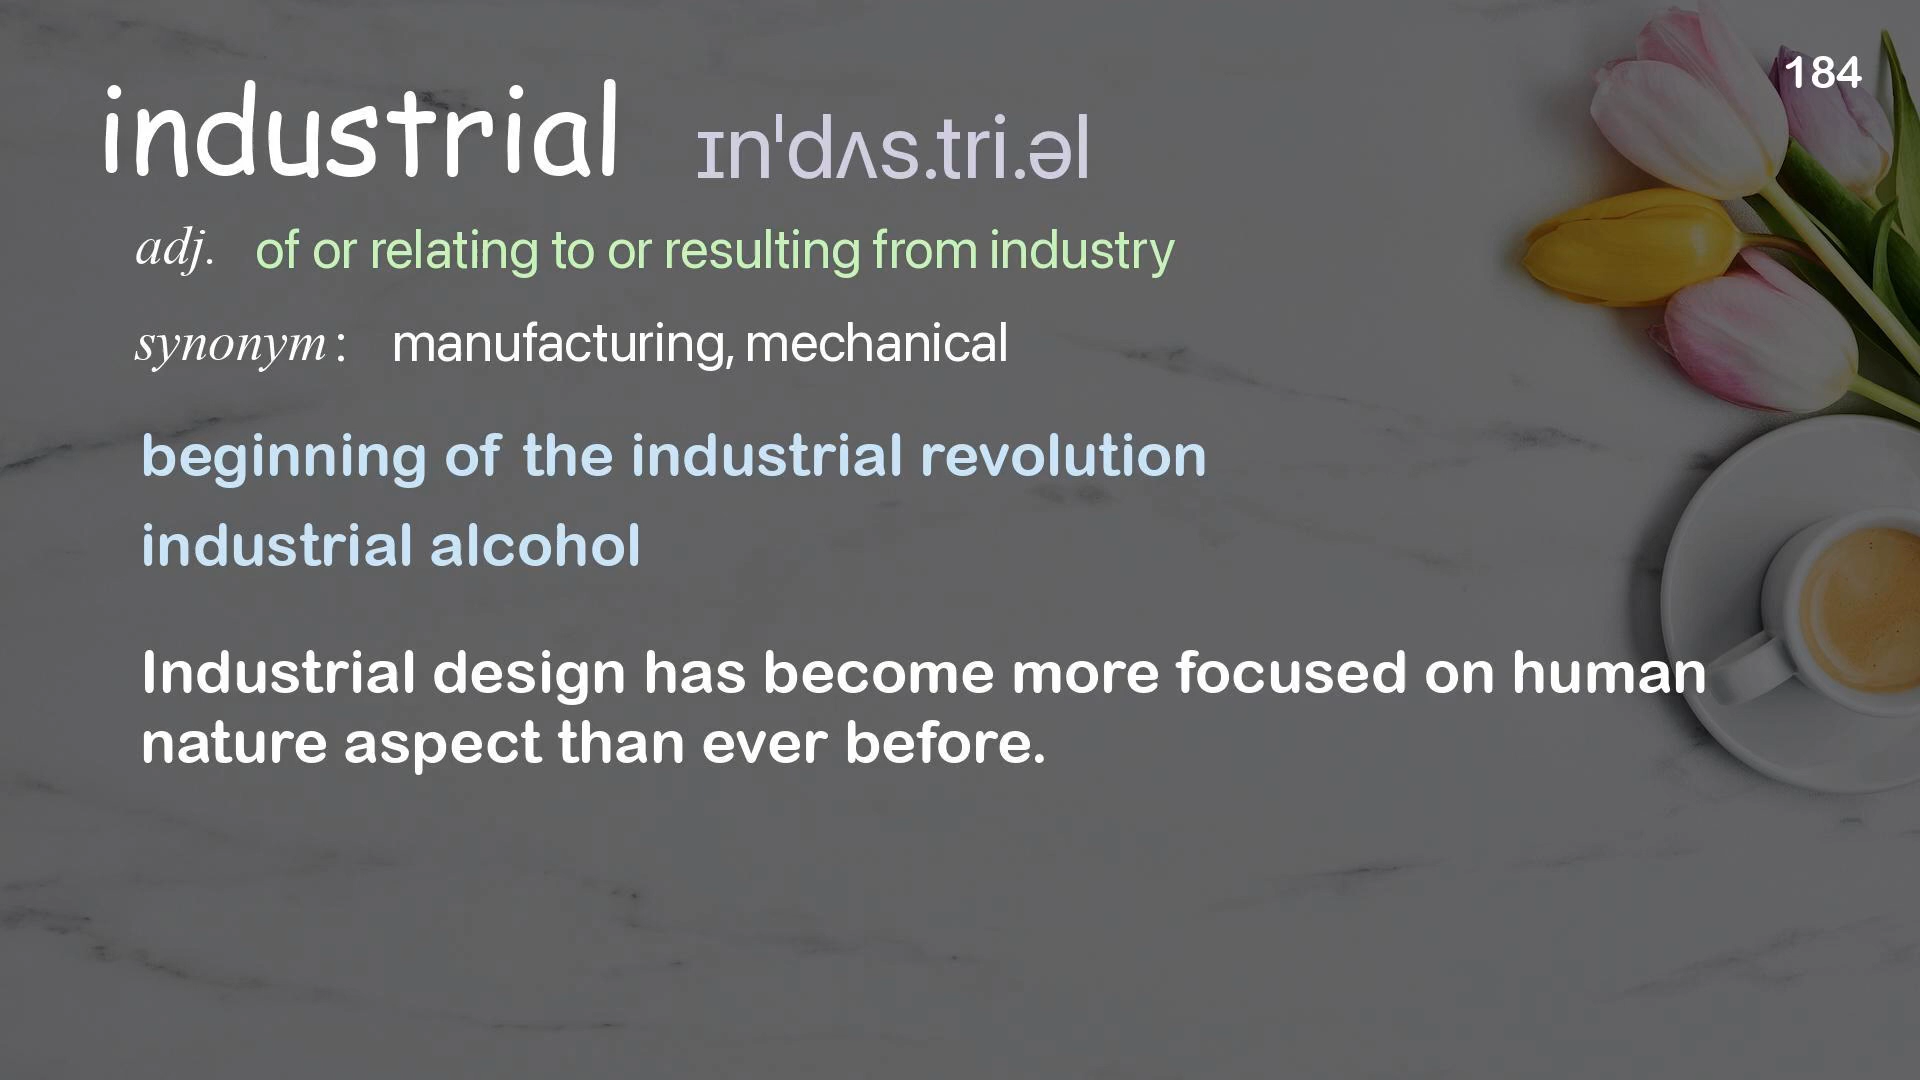 184
industrial ɪnˈdʌs.tri.əl
adj. of or relating to or resulting from industry
synonym : manufacturing, mechanical
beginning of the industrial revolution
industrial alcohol
Industrial design has become more focused on human
nature aspect than ever before.